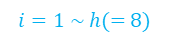 i = 1 ~ h(= 8)